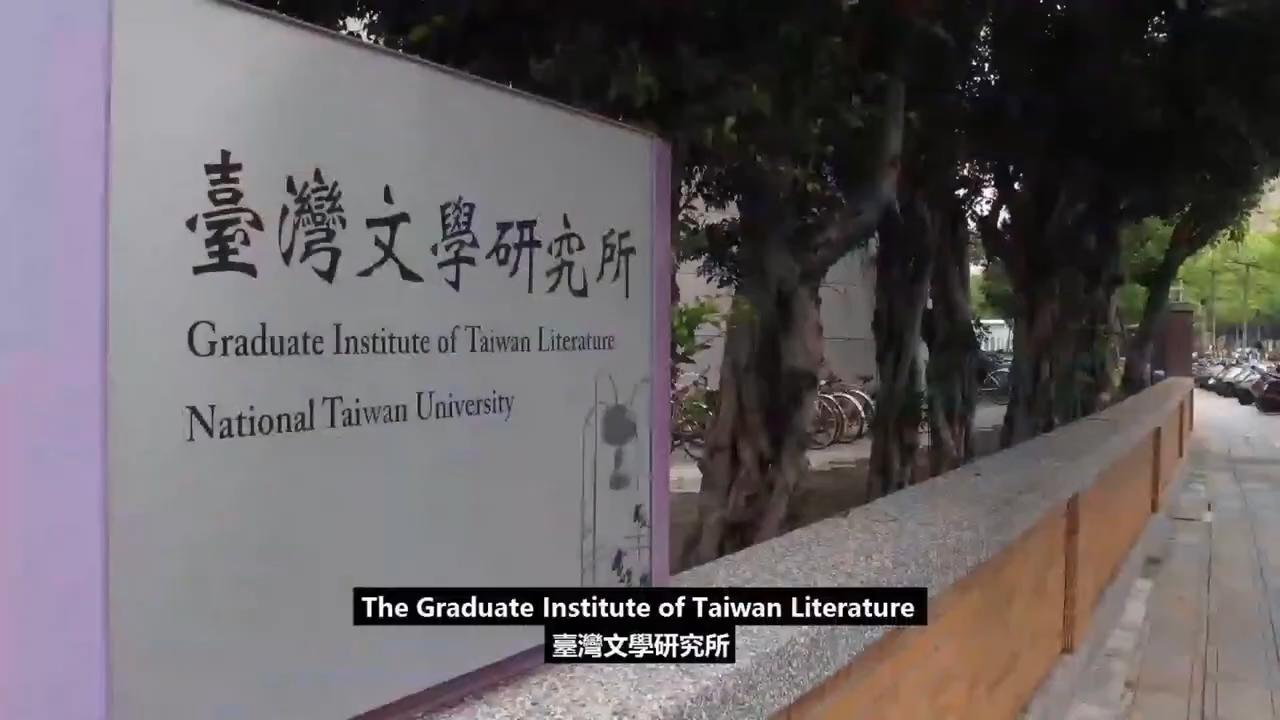 臺灣文學研究所
Graduate Institute of Taiwan Literature
National Taiwan University
The Graduate Institute of Taiwan Literature
臺灣文學研究所